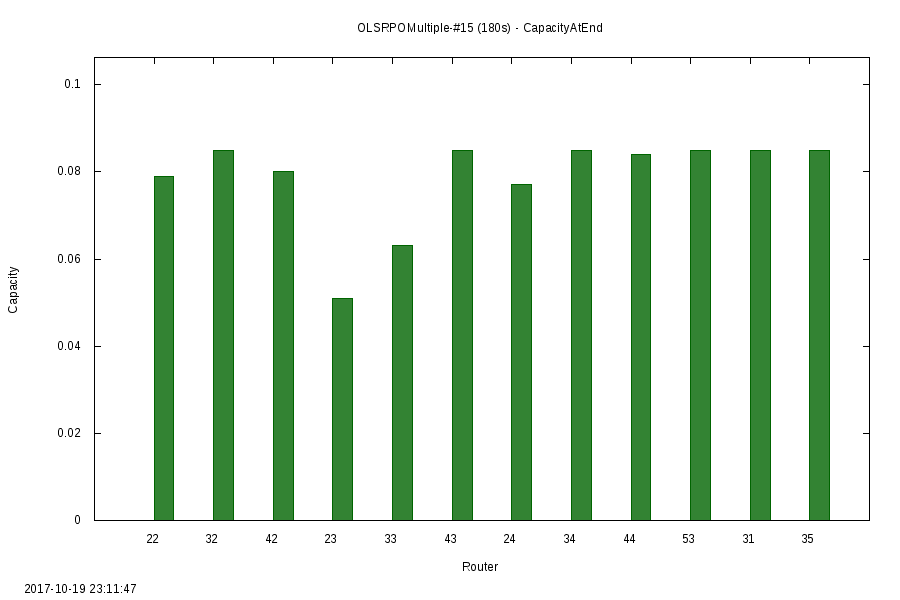 OLSRPOMultiple-#15 (180s) - CapacityAtEnd
0.1
0.08
0.06
0.04
0.02
0
Capacity
22 32 42 23 33 43 24 34 44 53 31 35
Router
2017-10-19 23:11:47